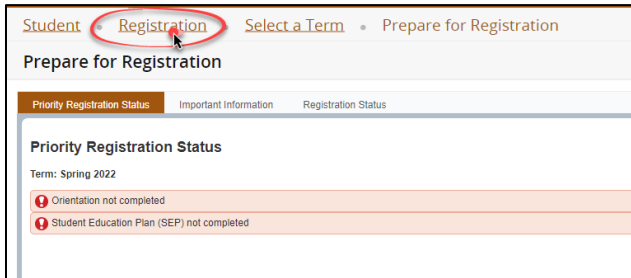 Student • Registration • Select a Term • Prepare for Registration
Prepare for Registration
Priority Registration Status Important Information Registration Status
Priority Registration Status
Term: Spring 2022
Orientation not completed
Student Education Plan (SEP) not completed